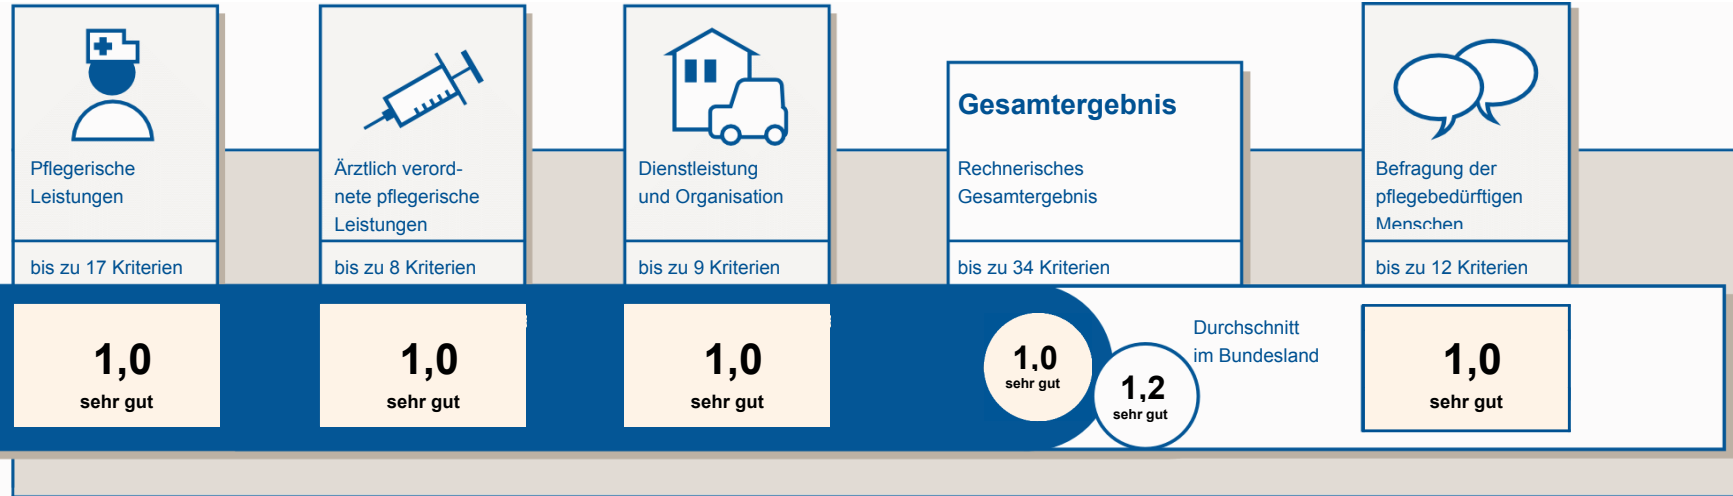 Pflegerische
Leistungen
bis zu 17 Kriterien
1,0
sehr gut
Ärztlich verord-
nete pflegerische
Leistungen
bis zu 8 Kriterien
1,0
sehr gut
Dienstleistung
und Organisation
bis zu 9 Kriterien
1,0
sehr gut
Gesamtergebnis
Rechnerisches
Gesamtergebnis
bis zu 34 Kriterien
1,0
sehr gut
1,2
sehr gut
Durchschnitt
im Bundesland
Befragung der
pflegebedürftigen
Menschen
bis zu 12 Kriterien
1,0
sehr gut